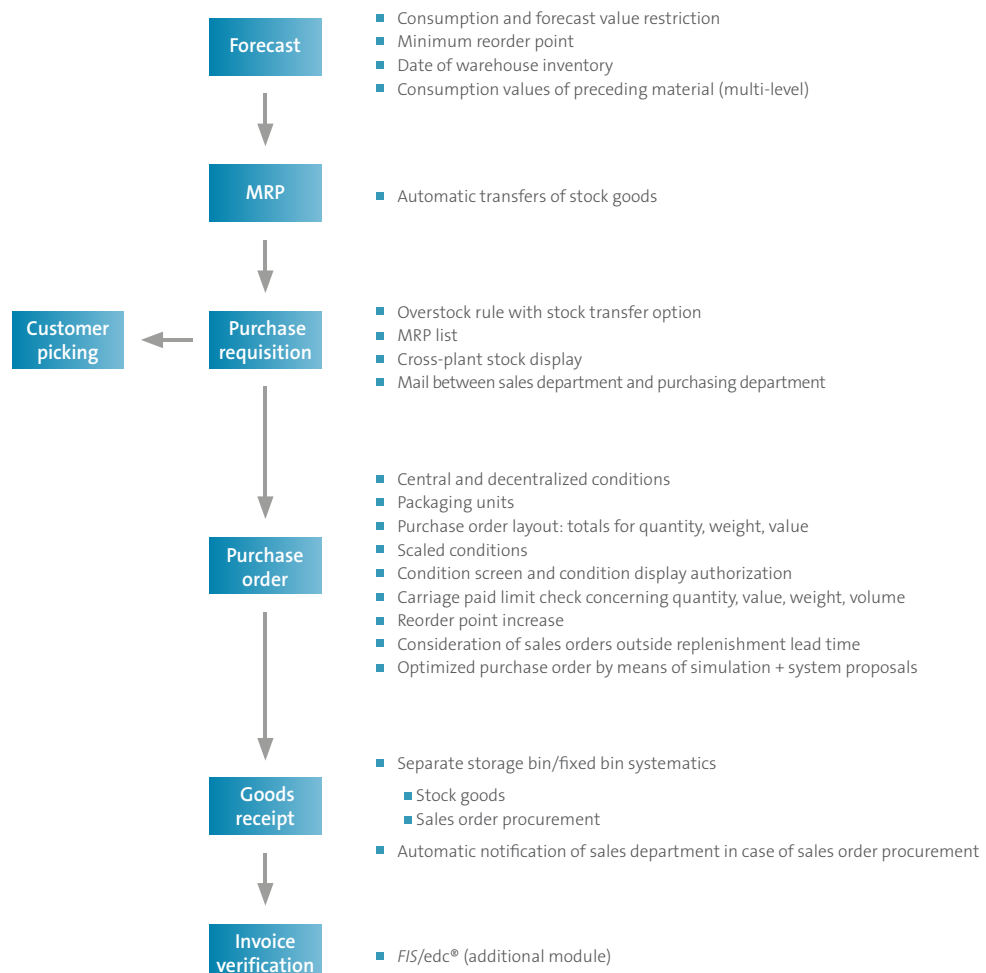 Forecast
Consumption and forecast value restriction
Minimum reorder point
Date of warehouse inventory
Consumption values of preceding material (multi-level)
MRP
Automatic transfers of stock goods
Customer
picking
Purchase
requisition
Overstock rule with stock transfer option
MRP list
Cross-plant stock display
Mail between sales department and purchasing department
Purchase
order
Central and decentralized conditions
Packaging units
Purchase order layout: totals for quantity, weight, value
Scaled conditions
Condition screen and condition display authorization
Carriage paid limit check concerning quantity, value, weight, volume
Reorder point increase
Consideration of sales orders outside replenishment lead time
Optimized purchase order by means of simulation + system proposals
Goods
receipt
Separate storage bin/fixed bin systematics
Stock goods
Sales order procurement
Automatic notification of sales department in case of sales order procurement
Invoice
verification
FIS/edc® (additional module)